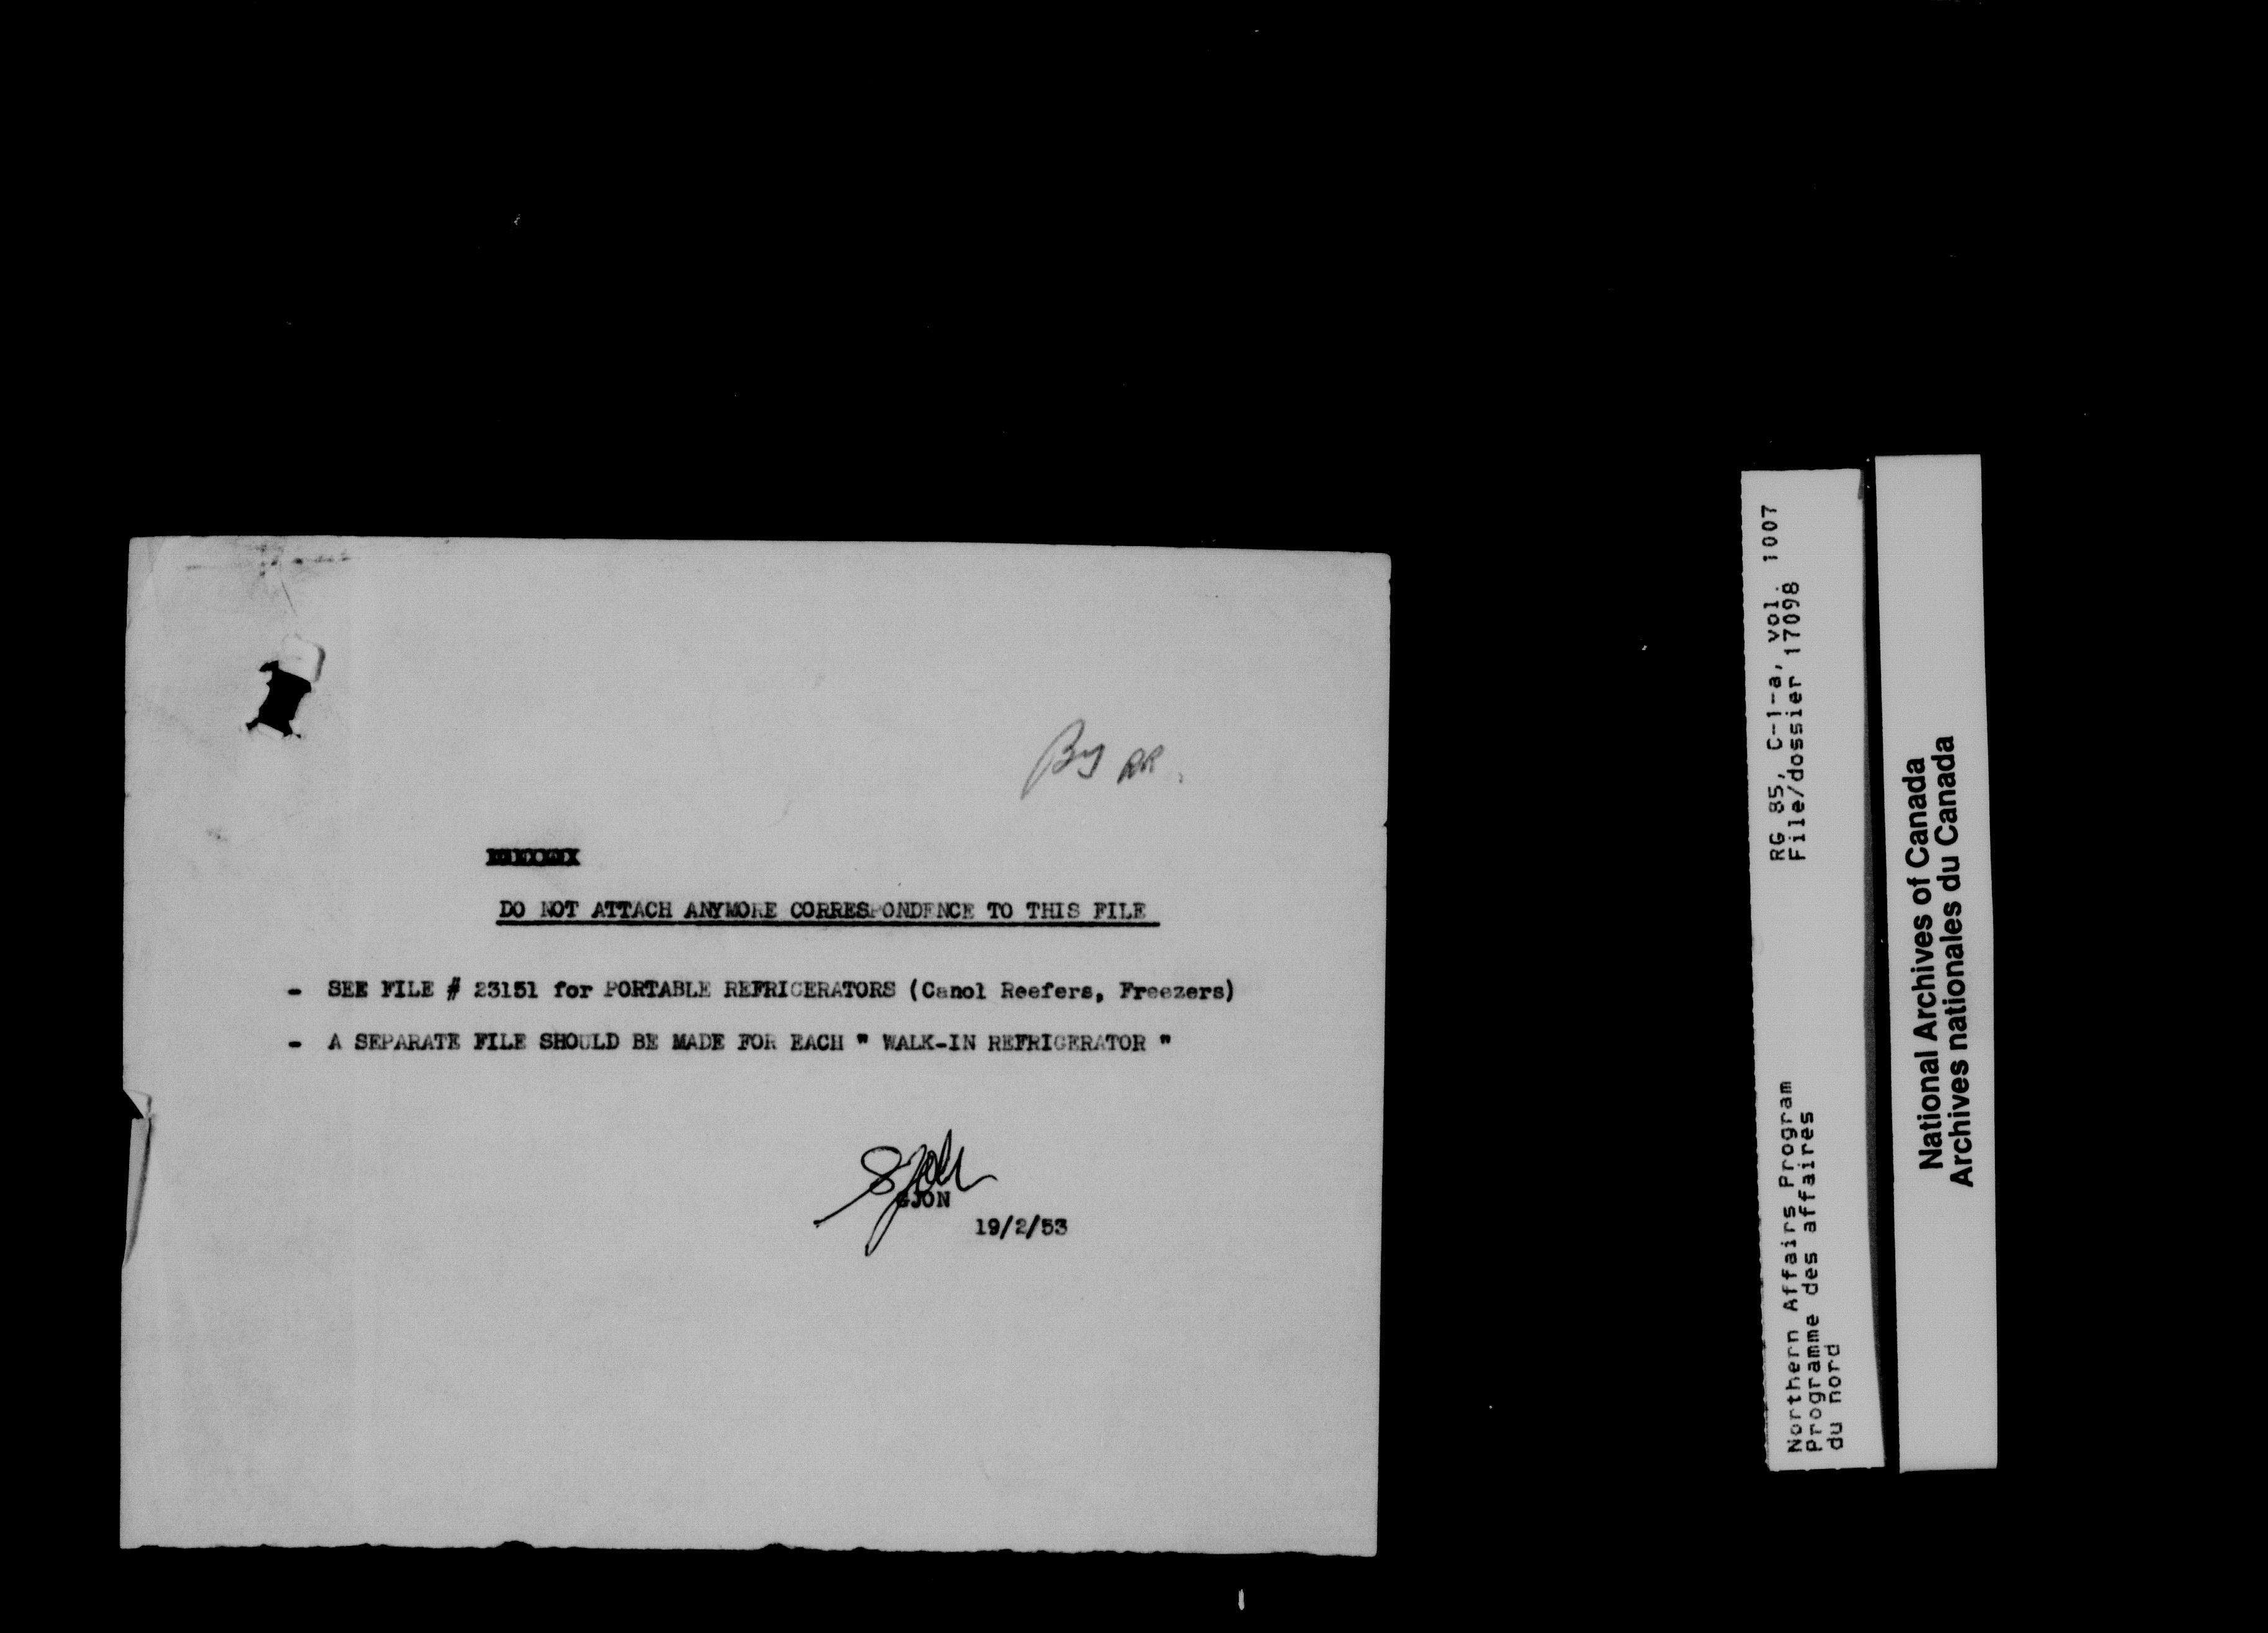 By RR.
DO NOT ATTACH ANYMORE CORRESPONDENCE TO THIS FILE
- SEE FILE # 23151 for PORTABLE REFRIGERATORS (Canol Reefers, Freezers)
- A SEPARATE FILE SHOULD BE MADE FOR EACH " WALK-IN REFRIGERATOR "
GJON
19/2/53
RG 85, C-1-a, vol. 1007
File/dossier 17098
Northern Affairs Program
Programme des affaires
du nord
National Archives of Canada
Archives nationales du Canada